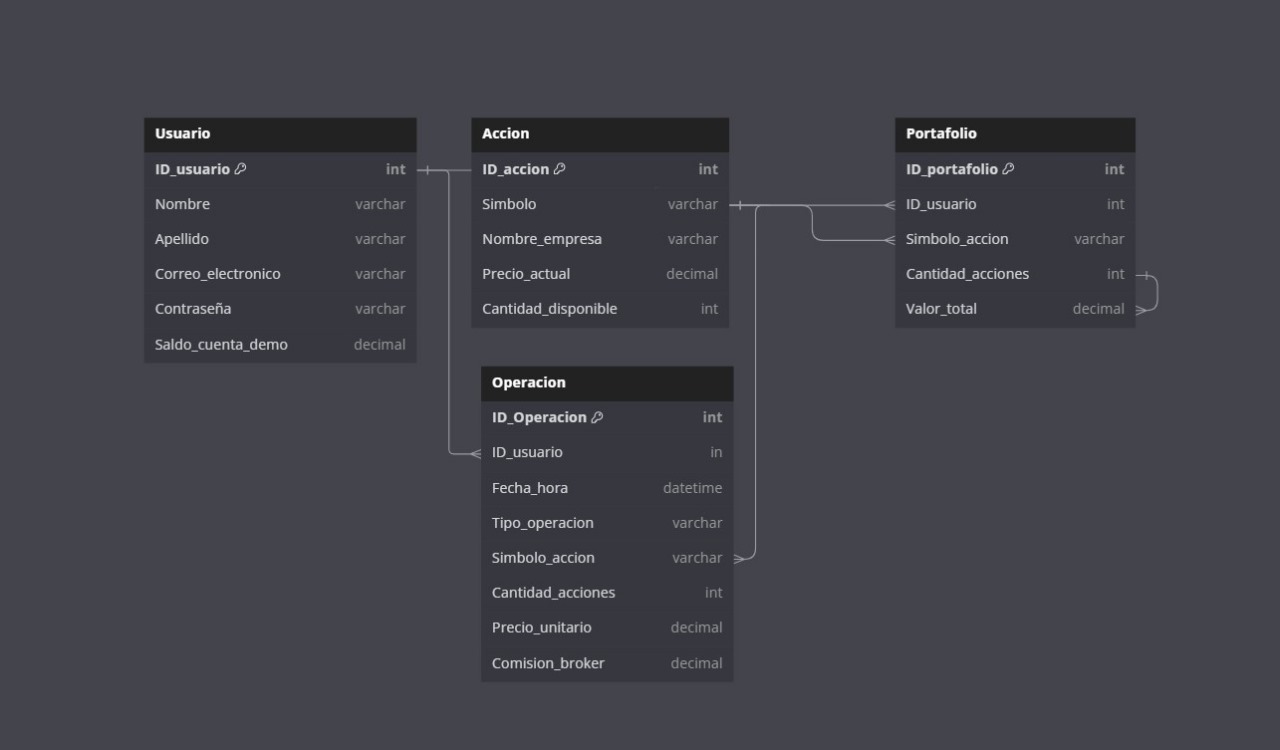 Usuario
ID_usuario int
Nombre varchar
Apellido varchar
Correo_electronico varchar
Contraseña varchar
Saldo_cuenta_demo decimal
Accion
ID_accion int
Simbolo varchar
Nombre_empresa varchar
Precio_actual decimal
Cantidad_disponible int
Portafolio
ID_portafolio int
ID_usuario int
Simbolo_accion varchar
Cantidad_acciones int
Valor_total decimal
Operacion
ID_Operacion int
ID_usuario in
Fecha_hora datetime
Tipo_operacion varchar
Simbolo_accion varchar
Cantidad_acciones int
Precio_unitario decimal
Comision_broker decimal